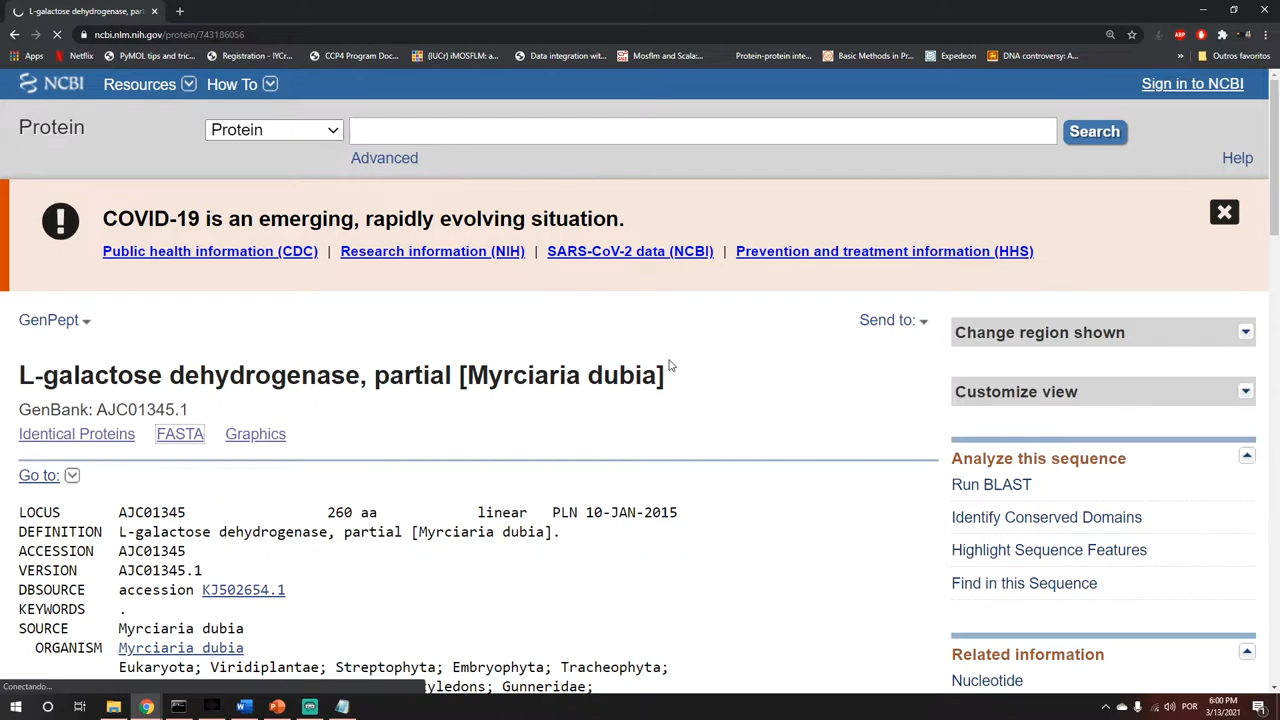 L-galactose dehydrogenase, part
ncbi.nlm.nih.gov/protein/743186056
Apps Netflix PyMOL tips and tric... Registration - IYCr... CCP4 Program Doc... (IUCr) iMOSFLM:... Data integration wi... Mosflm and Scala:... Protein-protein inte... Basic Methods in Pr... Expedeon DNA controversy: A... » Outros favoritos
NCBI Resources How To Sign in to NCBI
Protein Protein Search
Advanced Help
COVID-19 is an emerging, rapidly evolving situation.
Public health information (CDC) | Research information (NIH) | SARS-CoV-2 data (NCBI) | Prevention and treatment information (HHS)
GenPept Send to:
Change region shown
L-galactose dehydrogenase, partial [Myrciaria dubia]
Customize view
GenBank: AJC01345.1
Identical Proteins FASTA Graphics
Analyze this sequence
Go to:
Run BLAST
LOCUS AJC01345 260 aa linear PLN 10-JAN-2015
Identify Conserved Domains
DEFINITION L-galactose dehydrogenase, partial [Myrciaria dubia].
ACCESSION AJC01345
Highlight Sequence Features
VERSION AJC01345.1
Find in this Sequence
DBSOURCE accession KJ502654.1
KEYWORDS .
SOURCE Myrciaria dubia
ORGANISM Myrciaria dubia
Related information
Eukaryota; Viridiplantae; Streptophyta; Embryophyta; Tracheophyta;
Nucleotide
Conectando... yledons; Gunneridae;
POR 6:00 PM
3/13/2021